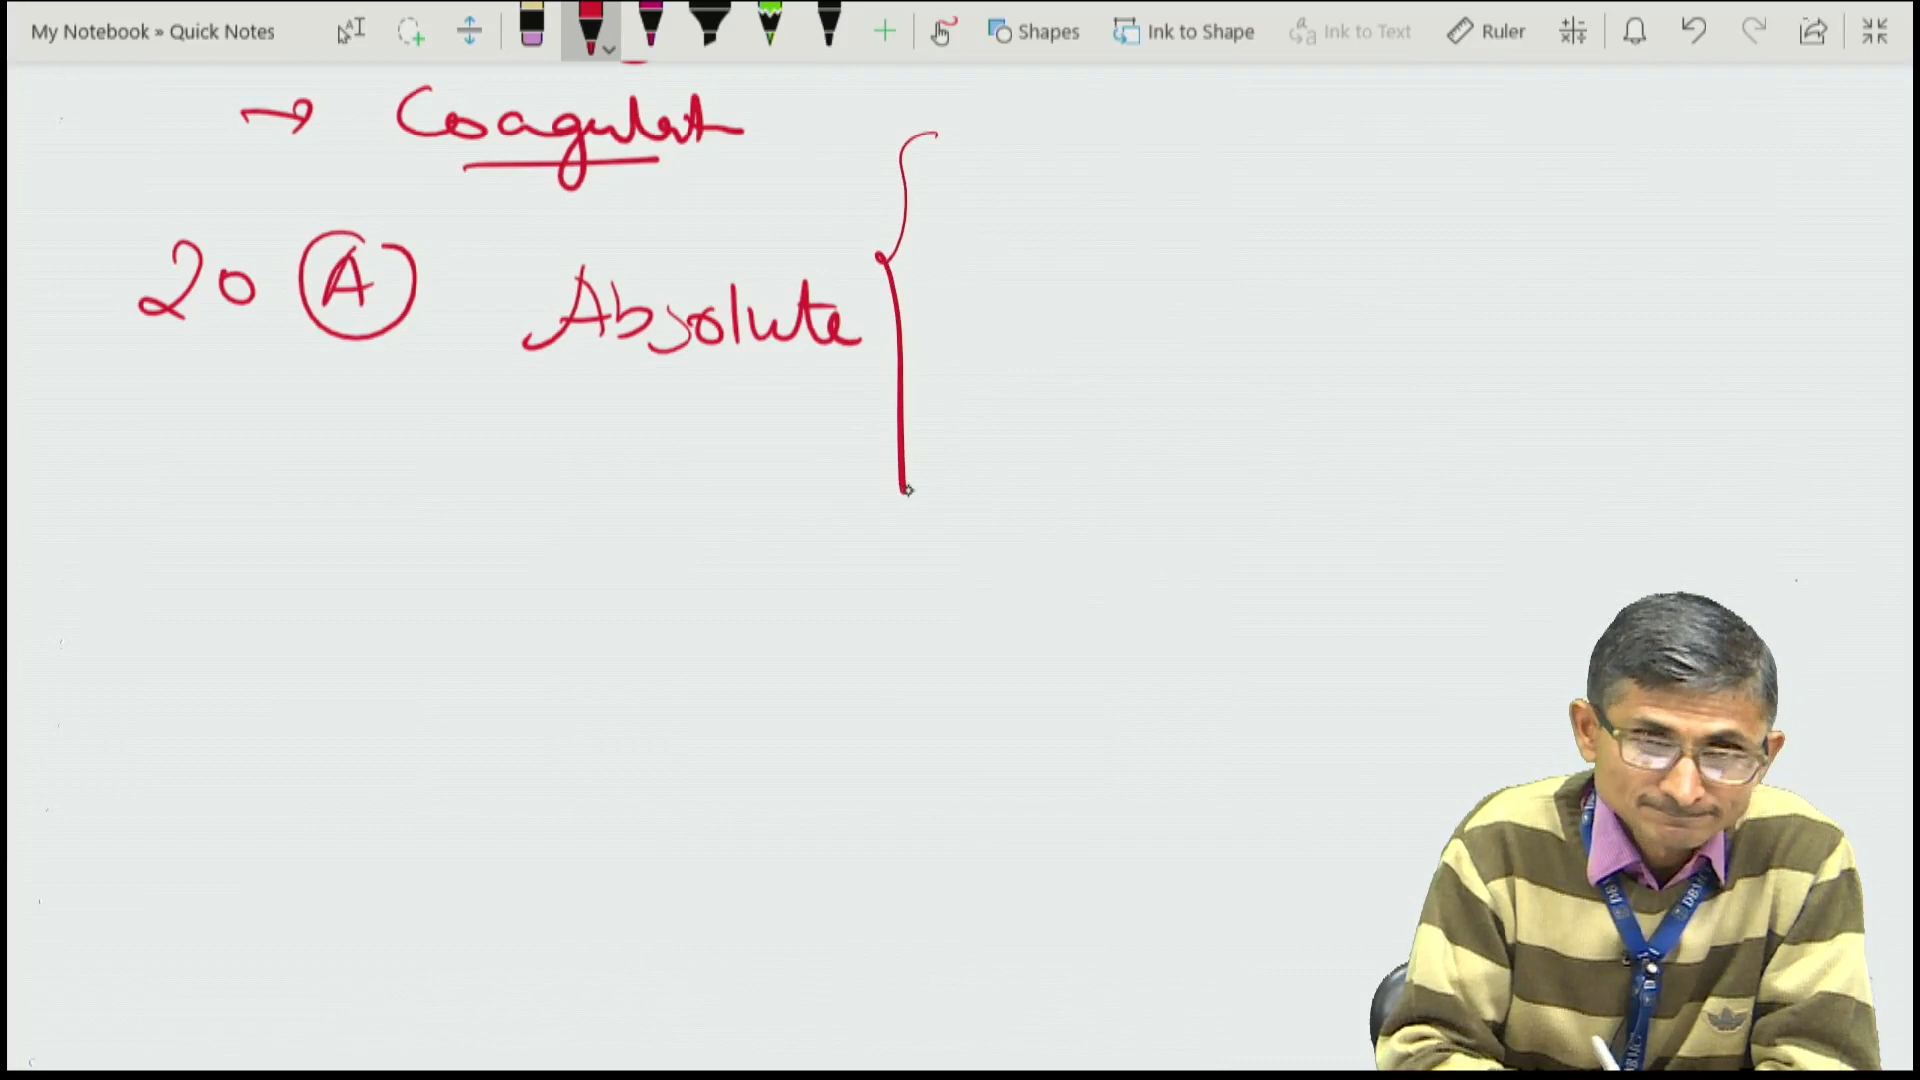 My Notebook » Quick Notes
Shapes
Ink to Shape
Ink to Text
Ruler
→ Coagulat
20 (A) Absolute {